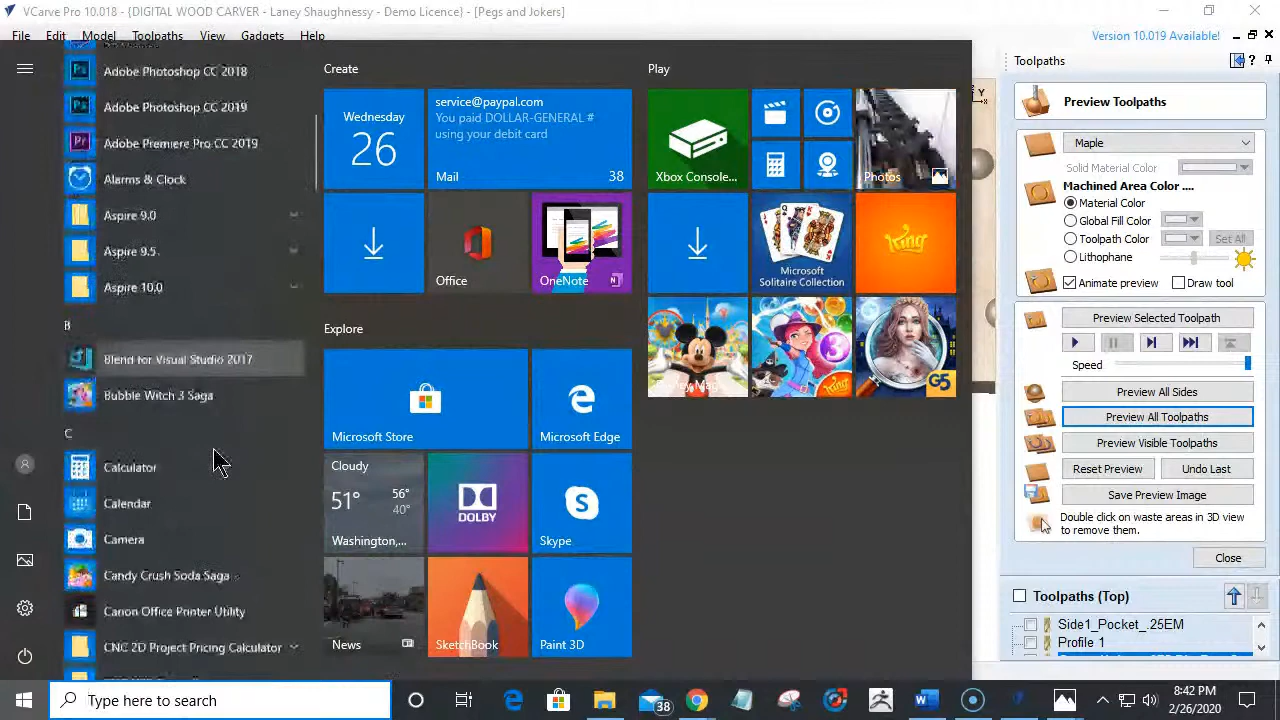 VCarve Pro 10.018 - {DIGITAL WOOD CARVER - Laney Shaughnessy - Demo Licence} - [Pegs and Jokers]
File Edit Model Toolpaths View Gadgets Help
Version 10.019 Available!
Adobe Photoshop CC 2018
Adobe Photoshop CC 2019
Adobe Premiere Pro CC 2019
Alarms & Clock
Aspire 9.0
Aspire 9.5
Aspire 10.0
B
Blend for Visual Studio 2017
Bubble Witch 3 Saga
C
Calculator
Calendar
Camera
Candy Crush Soda Saga
Canon Office Printer Utility
CNC 2D Project Pricing Calculator
Create
Wednesday
26
service@paypal.com
You paid DOLLAR-GENERAL #
using your debit card
Mail 38
Office
OneNote
Explore
Microsoft Store
Microsoft Edge
Cloudy
51° 56°
40°
Washington,...
DOLBY
Skype
News
SketchBook
Paint 3D
Play
Xbox Console...
Photos
Microsoft
Solitaire Collection
King
3
King
G5
Y
Toolpaths
Preview Toolpaths
Maple
Solid Material Color
Machined Area Color ....
Material Color
Global Fill Color
Toolpath Color Set All
Lithophane
Animate preview Draw tool
Preview Selected Toolpath
Speed
Preview All Sides
Preview All Toolpaths
Preview Visible Toolpaths
Reset Preview Undo Last
Save Preview Image
Double click on waste areas in 3D view
to remove them.
Close
Toolpaths (Top)
Side1_Pocket_.25EM
Profile 1
Type here to search
38
8:42 PM
2/26/2020